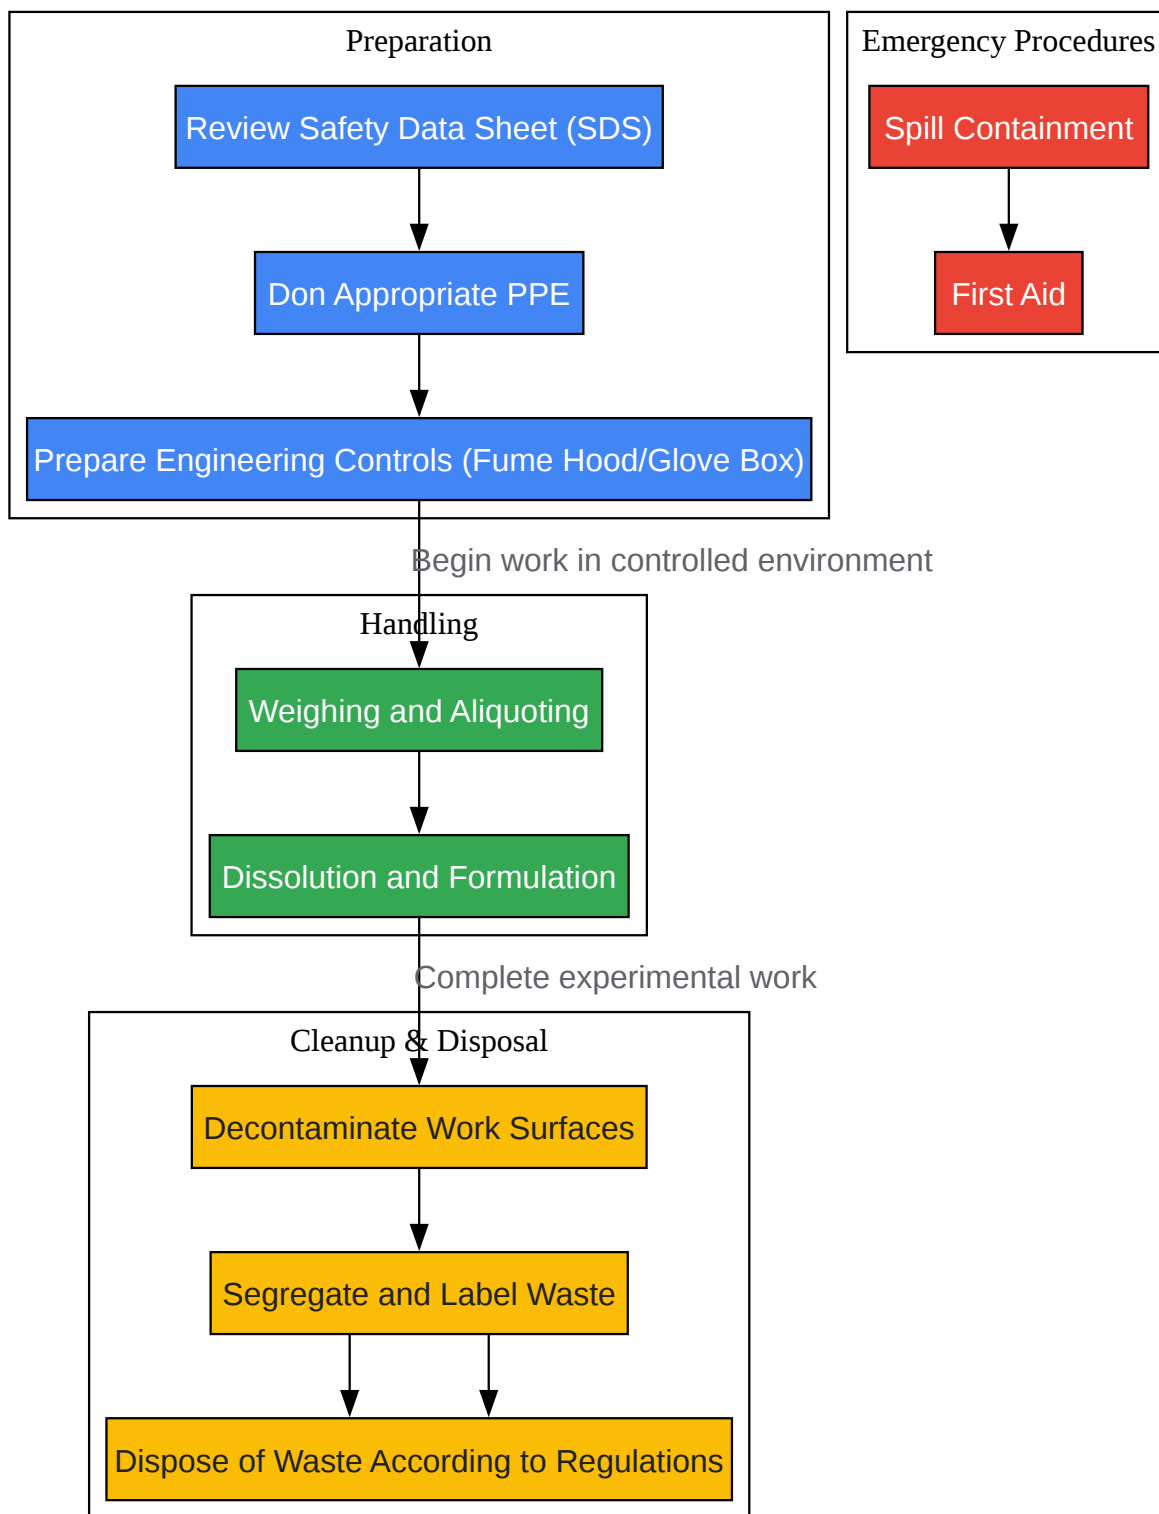 Preparation
Review Safety Data Sheet (SDS)
Don Appropriate PPE
Prepare Engineering Controls (Fume Hood/Glove Box)
Emergency Procedures
Spill Containment
First Aid
Begin work in controlled environment
Handling
Weighing and Aliquoting
Dissolution and Formulation
Complete experimental work
Cleanup & Disposal
Decontaminate Work Surfaces
Segregate and Label Waste
Dispose of Waste According to Regulations